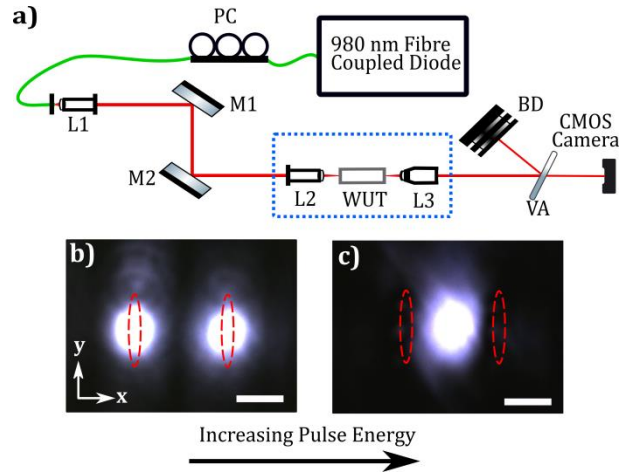 a)
PC
980 nm Fibre
Coupled Diode
L1
M1
M2
BD
CMOS
Camera
L2
WUT
L3
VA
b)
c)
y
x
Increasing Pulse Energy